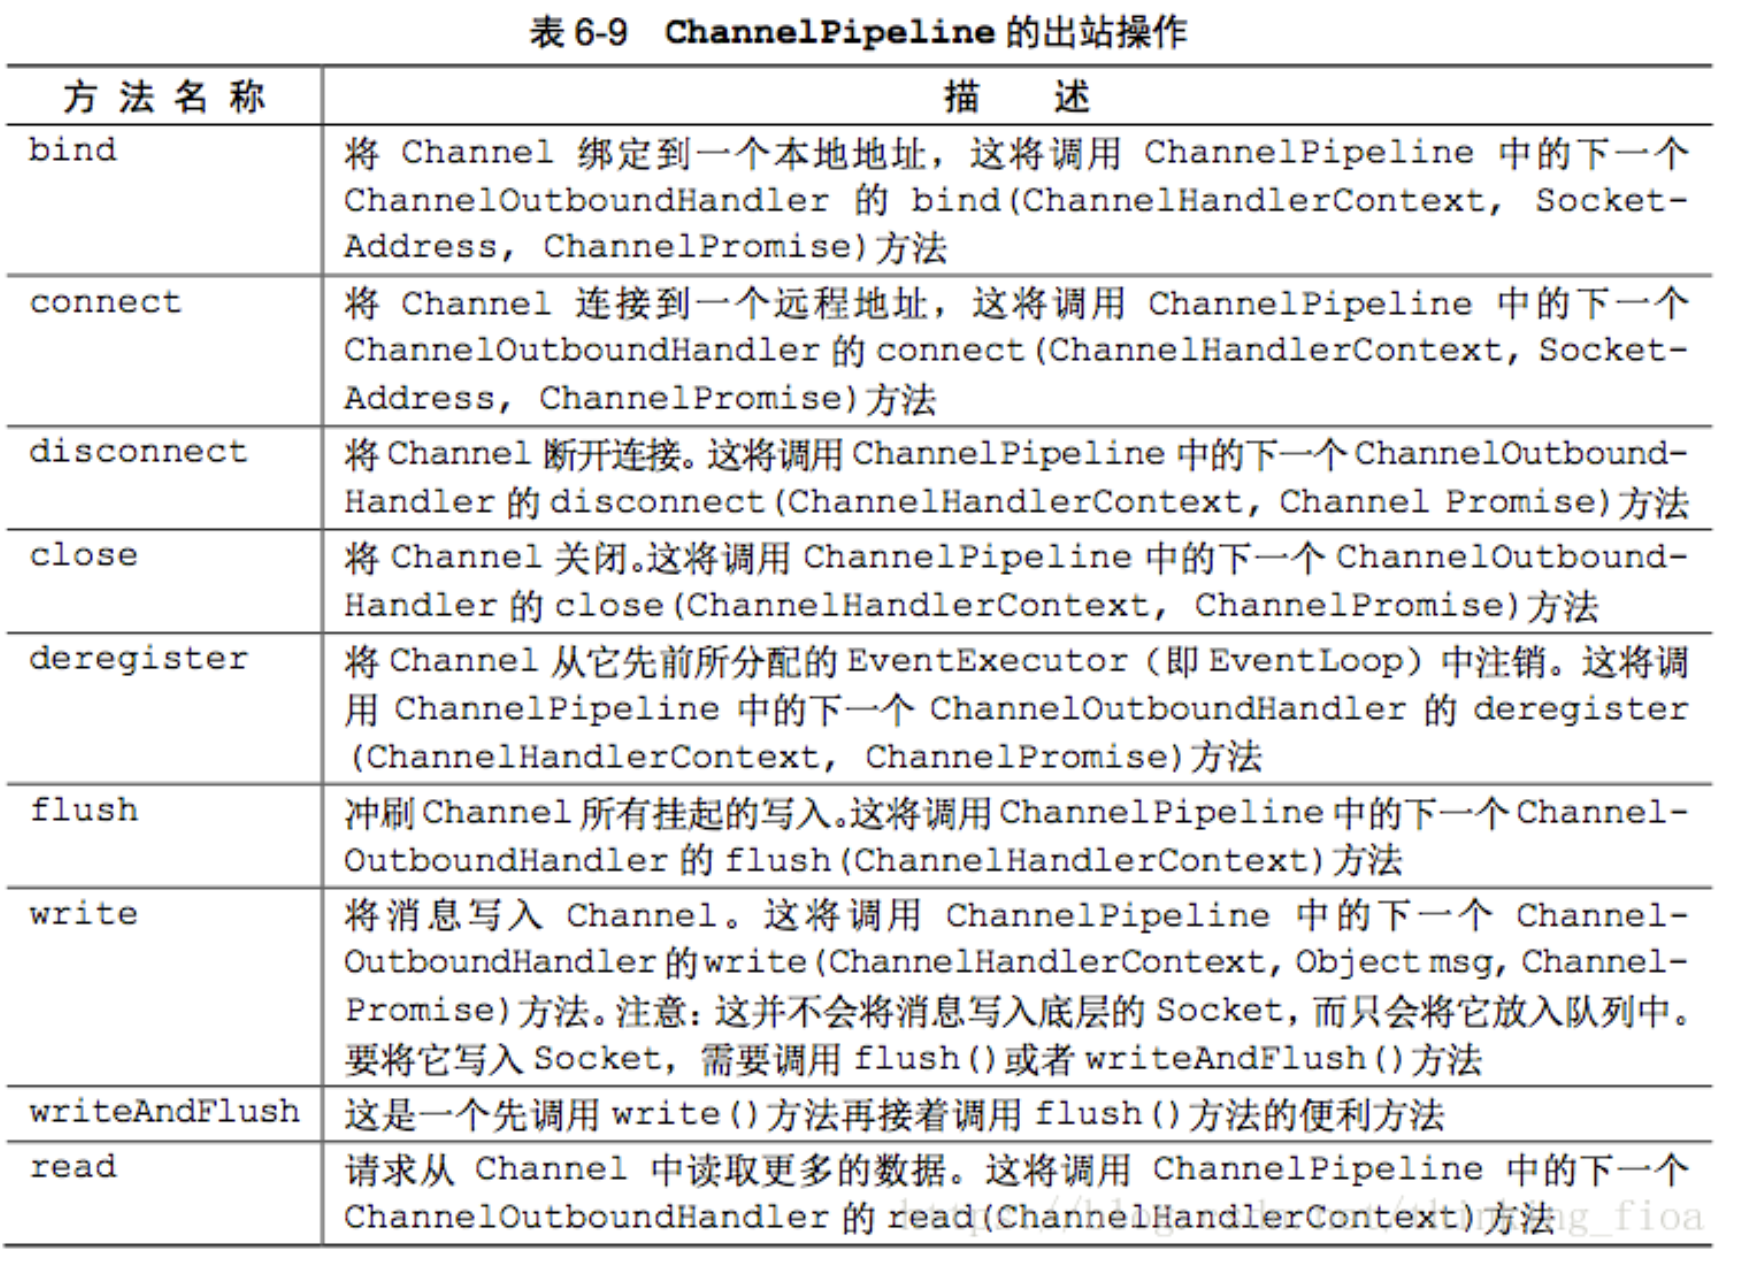 表 6-9 ChannelPipeline 的出站操作
方法名称 描 述
bind 将 Channel 绑定到一个本地地址，这将调用 ChannelPipeline 中的下一个
ChannelOutboundHandler 的 bind(ChannelHandlerContext, Socket-
Address, ChannelPromise)方法
connect 将 Channel 连接到一个远程地址，这将调用 ChannelPipeline 中的下一个
ChannelOutboundHandler 的 connect(ChannelHandlerContext, Socket-
Address, ChannelPromise)方法
disconnect 将 Channel 断开连接。这将调用 ChannelPipeline 中的下一个 ChannelOutbound-
Handler 的 disconnect(ChannelHandlerContext, Channel Promise)方法
close 将 Channel 关闭。这将调用 ChannelPipeline 中的下一个 ChannelOutbound-
Handler 的 close(ChannelHandlerContext, ChannelPromise)方法
deregister 将 Channel 从它先前所分配的 EventExecutor（即 EventLoop）中注销。这将调
用 ChannelPipeline 中的下一个 ChannelOutboundHandler 的 deregister
(ChannelHandlerContext, ChannelPromise)方法
flush 冲刷 Channel 所有挂起的写入。这将调用 ChannelPipeline 中的下一个 Channel-
OutboundHandler 的 flush(ChannelHandlerContext)方法
write 将消息写入 Channel。这将调用 ChannelPipeline 中的下一个 Channel-
OutboundHandler 的 write(ChannelHandlerContext, Object msg, Channel-
Promise)方法。注意：这并不会将消息写入底层的 Socket，而只会将它放入队列中。
要将它写入 Socket，需要调用 flush()或者 writeAndFlush()方法
writeAndFlush 这是一个先调用 write()方法再接着调用 flush()方法的便利方法
read 请求从 Channel 中读取更多的数据。这将调用 ChannelPipeline 中的下一个
ChannelOutboundHandler 的 read(ChannelHandlerContext)方法